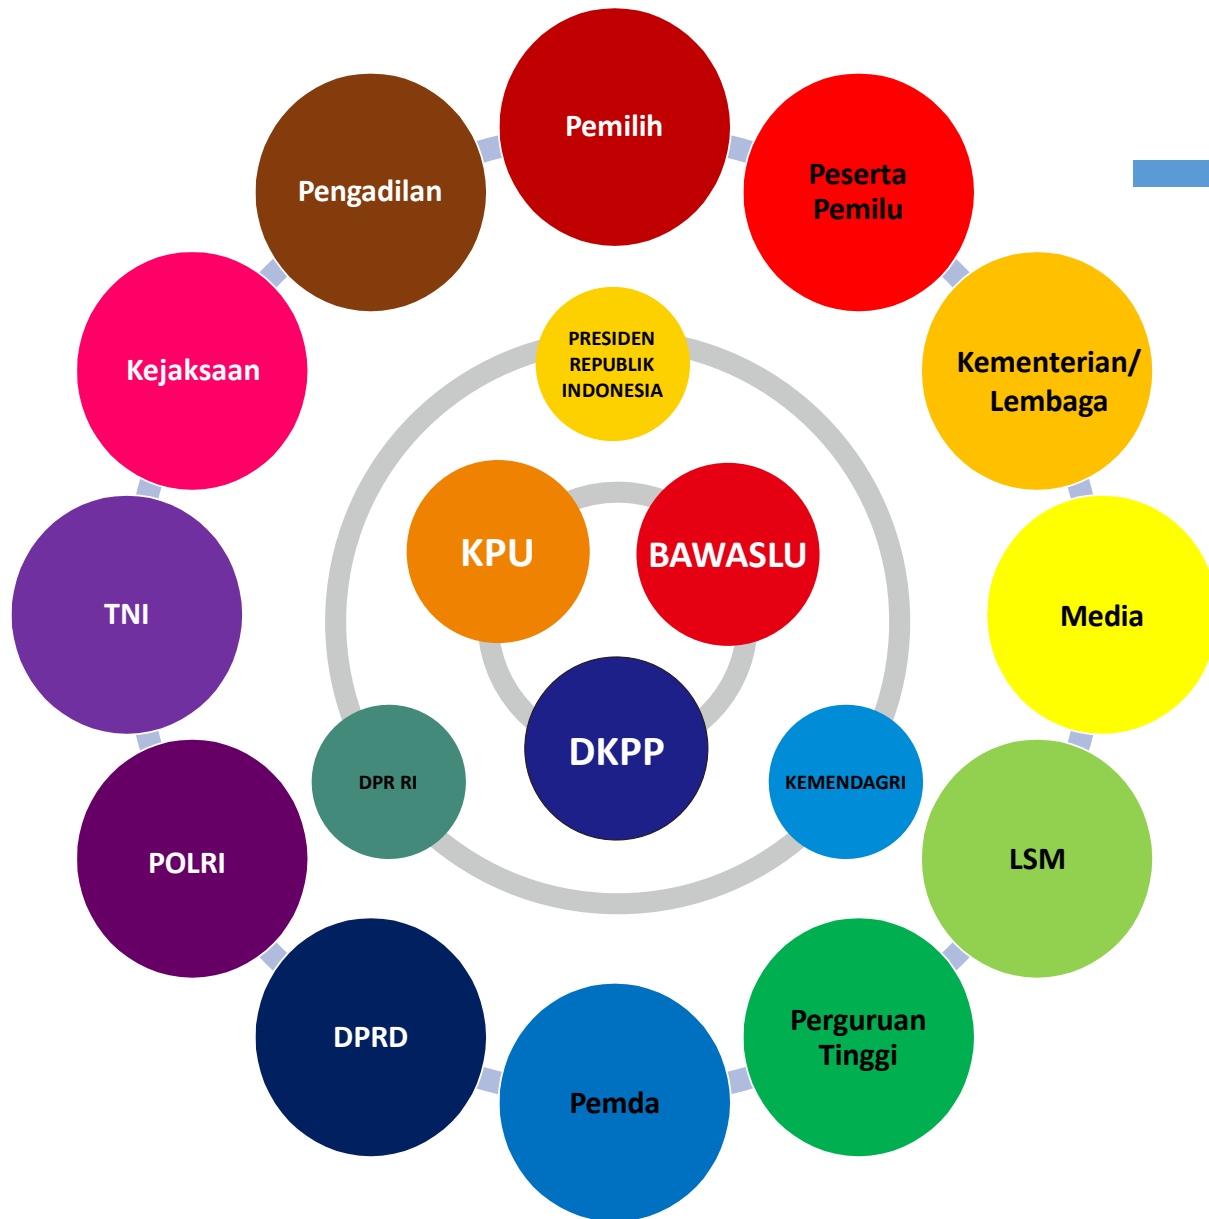 Pemilih
Peserta
Pemilu
Kementerian/
Lembaga
Media
LSM
Perguruan
Tinggi
Pemda
DPRD
POLRI
TNI
Kejaksaan
Pengadilan
PRESIDEN
REPUBLIK
INDONESIA
KEMENDAGRI
DPR RI
KPU
BAWASLU
DKPP